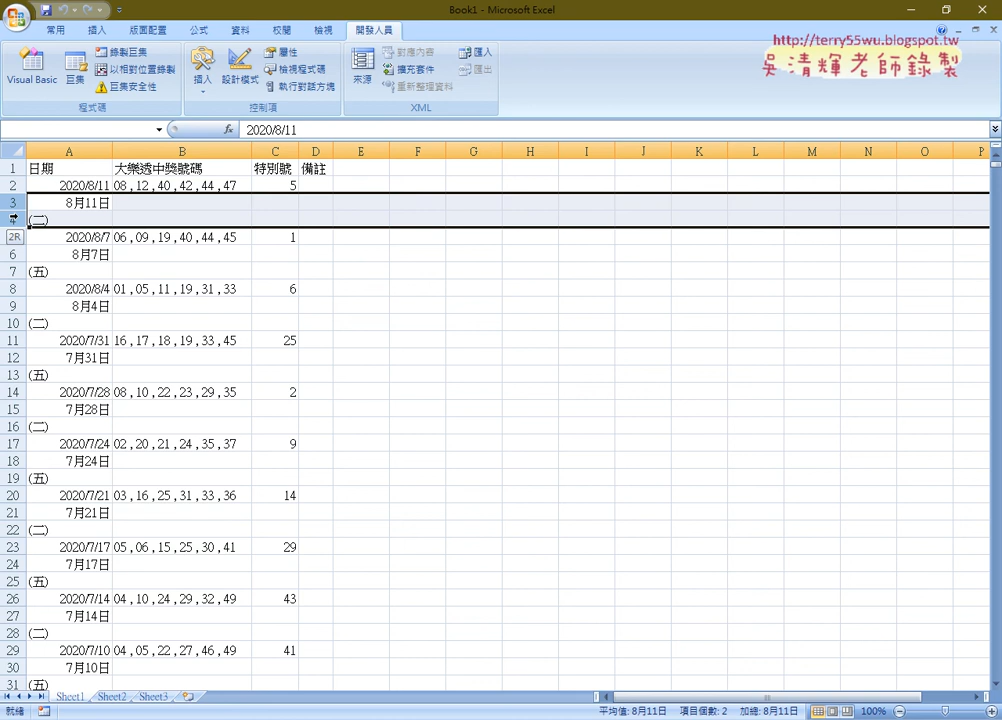 Book1 - Microsoft Excel
常用 插入 版面配置 公式 資料 校閱 檢視 開發人員
http://terry55wu.blogspot.tw
吳清輝老師錄製
Visual Basic 巨集 錄製巨集 以相對位置錄製 巨集安全性
插入 設計模式 屬性 檢視程式碼 執行對話方塊
來源 對應內容 擴充套件 重新整理資料 匯入 匯出
程式碼 控制項 XML
fx 2020/8/11
A B C D E F G H I J K L M N O P
1 日期 大樂透中獎號碼 特別號 備註
2 2020/8/11 08,12,40,42,44,47 5
3 8月11日
4 (二)
2R 2020/8/7 06,09,19,40,44,45 1
6 8月7日
7 (五)
8 2020/8/4 01,05,11,19,31,33 6
9 8月4日
10 (二)
11 2020/7/31 16,17,18,19,33,45 25
12 7月31日
13 (五)
14 2020/7/28 08,10,22,23,29,35 2
15 7月28日
16 (二)
17 2020/7/24 02,20,21,24,35,37 9
18 7月24日
19 (五)
20 2020/7/21 03,16,25,31,33,36 14
21 7月21日
22 (二)
23 2020/7/17 05,06,15,25,30,41 29
24 7月17日
25 (五)
26 2020/7/14 04,10,24,29,32,49 43
27 7月14日
28 (二)
29 2020/7/10 04,05,22,27,46,49 41
30 7月10日
31 (五)
Sheet1 Sheet2 Sheet3
就緒 平均值: 8月11日 項目個數: 2 加總: 8月11日 100%